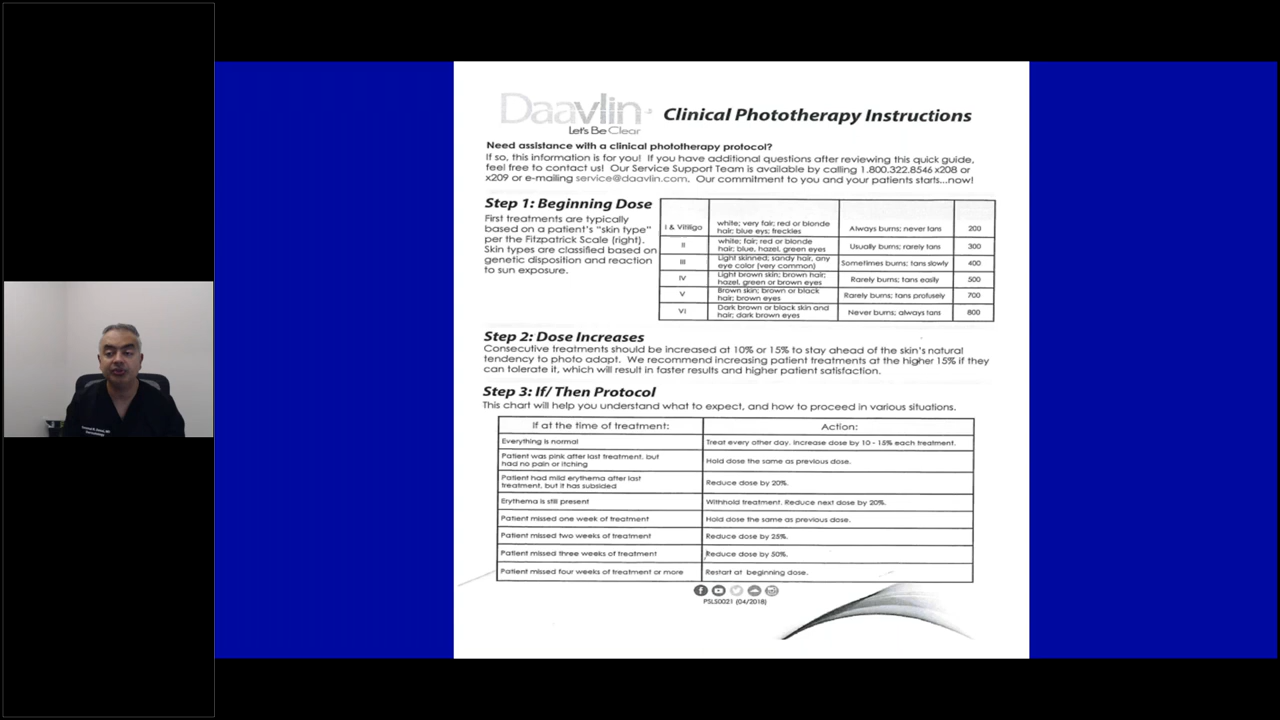 Daavlin
Let's Be Clear
Clinical Phototherapy Instructions
Need assistance with a clinical phototherapy protocol?
If so, this information is for you! If you have additional questions after reviewing this quick guide,
feel free to contact us! Our Service Support Team is available by calling 1.800.322.8546 x208 or
x209 or e-mailing service@daavlin.com. Our commitment to you and your patients starts...now!
Step 1: Beginning Dose
First treatments are typically
based on a patient's "skin type"
per the Fitzpatrick Scale (right).
Skin types are classified based on
genetic disposition and reaction
to sun exposure.
I & Vitiligo white; very fair; red or blonde hair; blue eys; freckles Always burns; never tans 200
II white; fair; red or blonde hair; blue, hazel, green eyes Usually burns; rarely tans 300
III Light skinned, sandy hair, any eye color (very common) Sometimes burns; tans slowly 400
IV Light brown skin; brown hair; hazel, green or brown eyes Rarely burns; tans easily 500
V Brown skin; brown or black hair; brown eyes Rarely burns; tans profusely 700
VI Dark brown or black skin and hair; dark brown eyes Never burns; always tans 800
Step 2: Dose Increases
Consecutive treatments should be increased at 10% or 15% to stay ahead of the skin's natural
tendency to photo adapt. We recommend increasing patient treatments at the higher 15% if they
can tolerate it, which will result in faster results and higher patient satisfaction.
Step 3: If/ Then Protocol
This chart will help you understand what to expect, and how to proceed in various situations.
If at the time of treatment: Action:
Everything is normal Treat every other day. Increase dose by 10 - 15% each treatment.
Patient was pink after last treatment, but had no pain or itching Hold dose the same as previous dose.
Patient had mild erythema after last treatment, but it has subsided Reduce dose by 20%.
Erythema is still present Withhold treatment. Reduce next dose by 20%.
Patient missed one week of treatment Hold dose the same as previous dose.
Patient missed two weeks of treatment Reduce dose by 25%.
Patient missed three weeks of treatment Reduce dose by 50%.
Patient missed four weeks of treatment or more Restart at beginning dose.
PSLS0021 (04/2018)